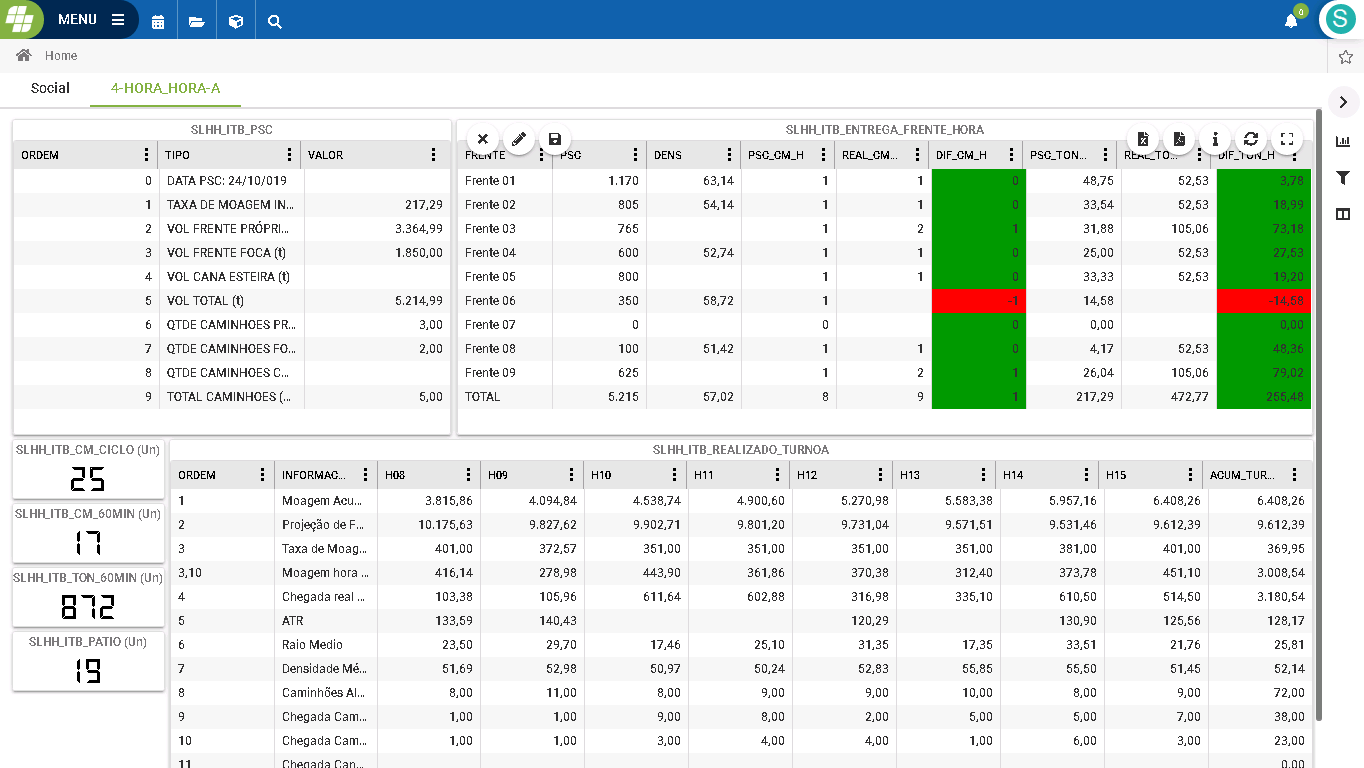 MENU
0
S
Home
Social 4-HORA_HORA-A
SLHH_ITB_PSC
ORDEM TIPO VALOR
0 DATA PSC: 24/10/019
1 TAXA DE MOAGEM IN... 217,29
2 VOL FRENTE PRÓPRI... 3.364,99
3 VOL FRENTE FOCA (t) 1.850,00
4 VOL CANA ESTEIRA (t)
5 VOL TOTAL (t) 5.214,99
6 QTDE CAMINHOES PR... 3,00
7 QTDE CAMINHOES FO... 2,00
8 QTDE CAMINHOES C...
9 TOTAL CAMINHOES (... 5,00
SLHH_ITB_ENTREGA_FRENTE_HORA
FRENTE PSC DENS PSC_CM_H REAL_CM... DIF_CM_H PSC_TON... REAL_TO... DIF_TON_H
Frente 01 1.170 63,14 1 1 0 48,75 52,53 3,78
Frente 02 805 54,14 1 1 0 33,54 52,53 18,99
Frente 03 765 1 2 1 31,88 105,06 73,18
Frente 04 600 52,74 1 1 0 25,00 52,53 27,53
Frente 05 800 1 1 0 33,33 52,53 19,20
Frente 06 350 58,72 1 -1 14,58 -14,58
Frente 07 0 0 0 0,00 0,00
Frente 08 100 51,42 1 1 0 4,17 52,53 48,36
Frente 09 625 1 2 1 26,04 105,06 79,02
TOTAL 5.215 57,02 8 9 1 217,29 472,77 255,48
SLHH_ITB_CM_CICLO (Un)
25
SLHH_ITB_CM_60MIN (Un)
17
SLHH_ITB_TON_60MIN (Un)
872
SLHH_ITB_PATIO (Un)
19
SLHH_ITB_REALIZADO_TURNOA
ORDEM INFORMAC... H08 H09 H10 H11 H12 H13 H14 H15 ACUM_TUR...
1 Moagem Acu... 3.815,86 4.094,84 4.538,74 4.900,60 5.270,98 5.583,38 5.957,16 6.408,26 6.408,26
2 Projeção de F... 10.175,63 9.827,62 9.902,71 9.801,20 9.731,04 9.571,51 9.531,46 9.612,39 9.612,39
3 Taxa de Moag... 401,00 372,57 351,00 351,00 351,00 351,00 381,00 401,00 369,95
3,10 Moagem hora ... 416,14 278,98 443,90 361,86 370,38 312,40 373,78 451,10 3.008,54
4 Chegada real ... 103,38 105,96 611,64 602,88 316,98 335,10 610,50 514,50 3.180,54
5 ATR 133,59 140,43 120,29 130,90 125,56 128,17
6 Raio Medio 23,50 29,70 17,46 25,10 31,35 17,35 33,51 21,76 25,81
7 Densidade Mé... 51,69 52,98 50,97 50,24 52,83 55,85 55,50 51,45 52,14
8 Caminhões Al... 8,00 11,00 8,00 9,00 9,00 10,00 8,00 9,00 72,00
9 Chegada Cam... 1,00 1,00 9,00 8,00 2,00 5,00 5,00 7,00 38,00
10 Chegada Cam... 1,00 1,00 3,00 4,00 4,00 1,00 6,00 3,00 23,00
11 Chegada Can... 0,00